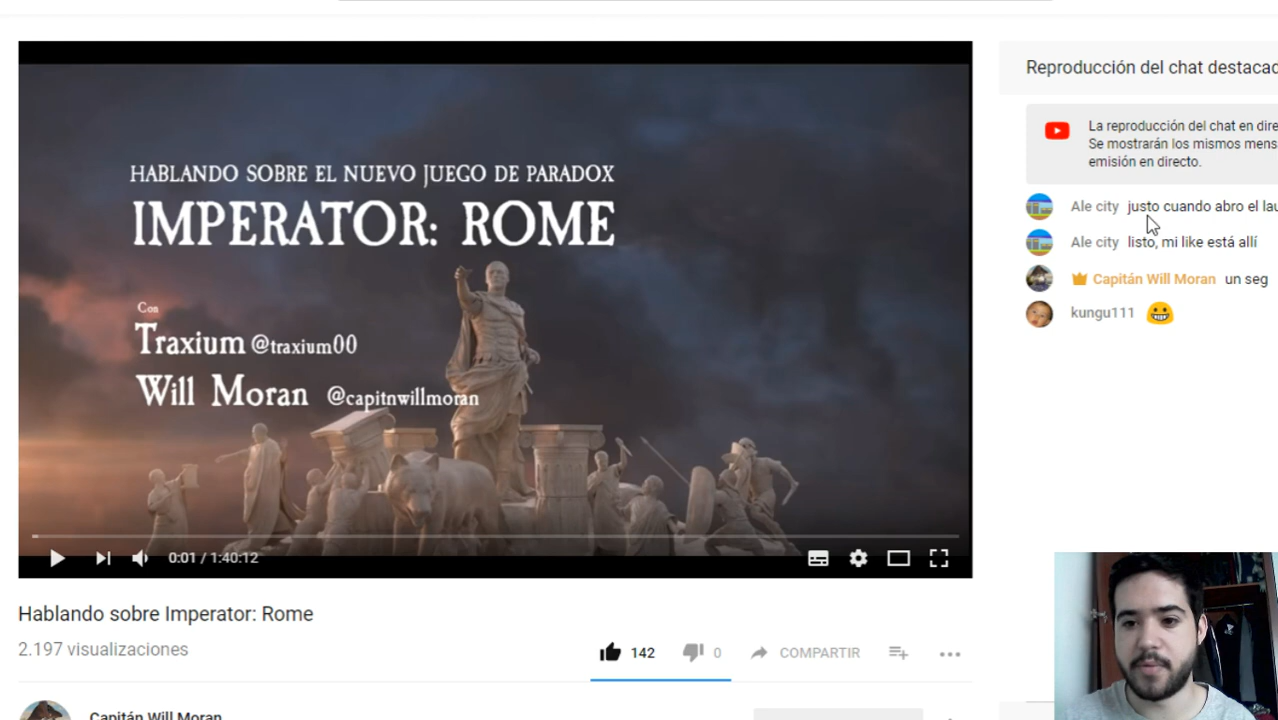 HABLANDO SOBRE EL NUEVO JUEGO DE PARADOX
IMPERATOR: ROME
Con
Traxium @traxium00
Will Moran @capitnwillmoran
0:01 / 1:40:12
Hablando sobre Imperator: Rome
2.197 visualizaciones
142
0
COMPARTIR
Capitán Will Moran
Reproducción del chat destacad
La reproducción del chat en dire
Se mostrarán los mismos mens
emisión en directo.
Ale city justo cuando abro el lau
Ale city listo, mi like está allí
Capitán Will Moran un seg
kungu111